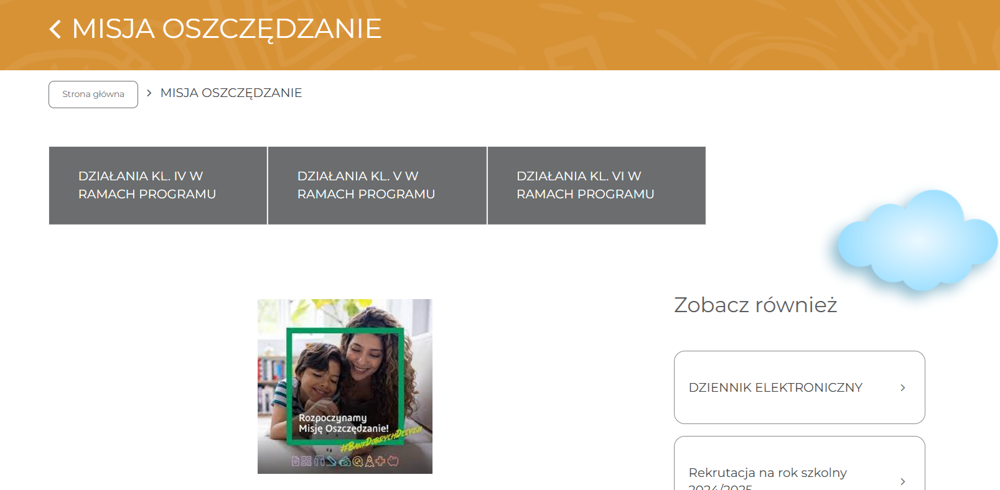 MISJA OSZCZĘDZANIE
Strona główna
MISJA OSZCZĘDZANIE
DZIAŁANIA KL. IV W
RAMACH PROGRAMU
DZIAŁANIA KL. V W
RAMACH PROGRAMU
DZIAŁANIA KL. VI W
RAMACH PROGRAMU
Rozpoczynamy
Misję Oszczędzanie!
#BANKDOBRYCHDECYZJI
Zobacz również
DZIENNIK ELEKTRONICZNY
Rekrutacja na rok szkolny
2024/2025